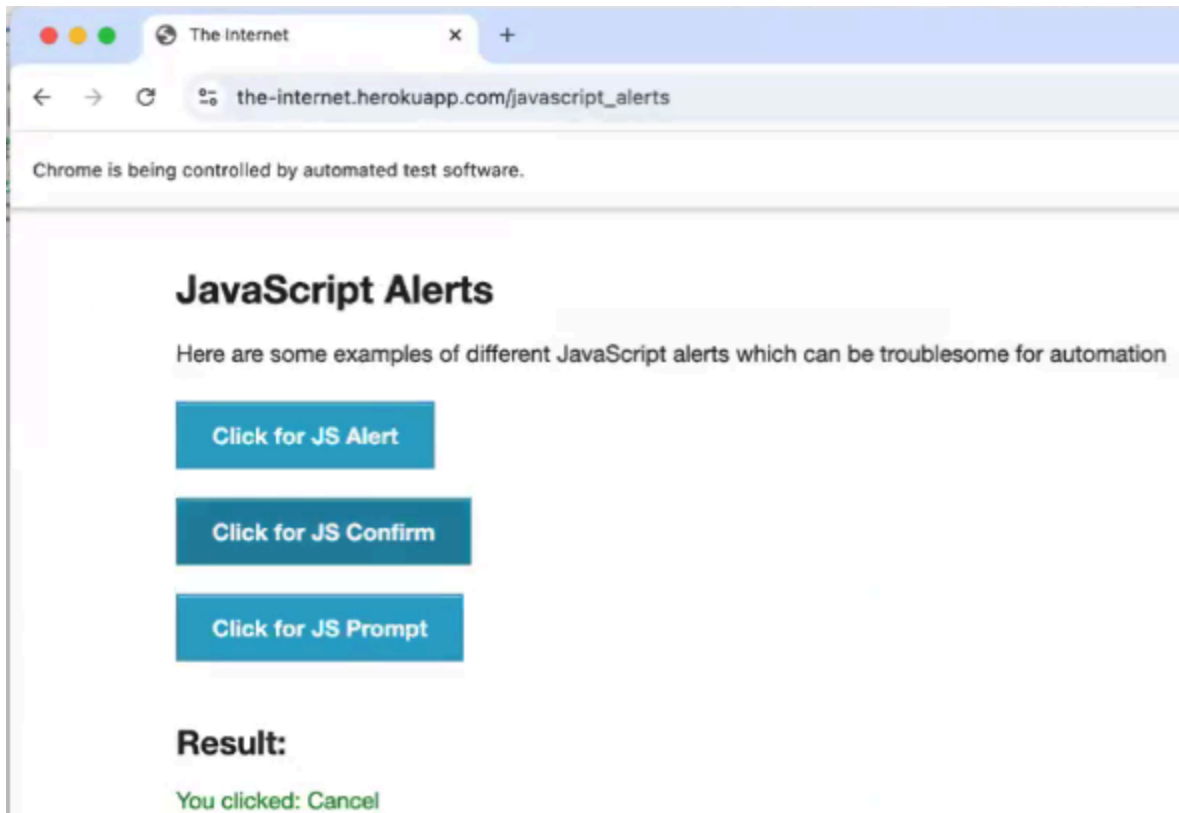 The Internet
the-internet.herokuapp.com/javascript_alerts
Chrome is being controlled by automated test software.
JavaScript Alerts
Here are some examples of different JavaScript alerts which can be troublesome for automation
Click for JS Alert
Click for JS Confirm
Click for JS Prompt
Result:
You clicked: Cancel